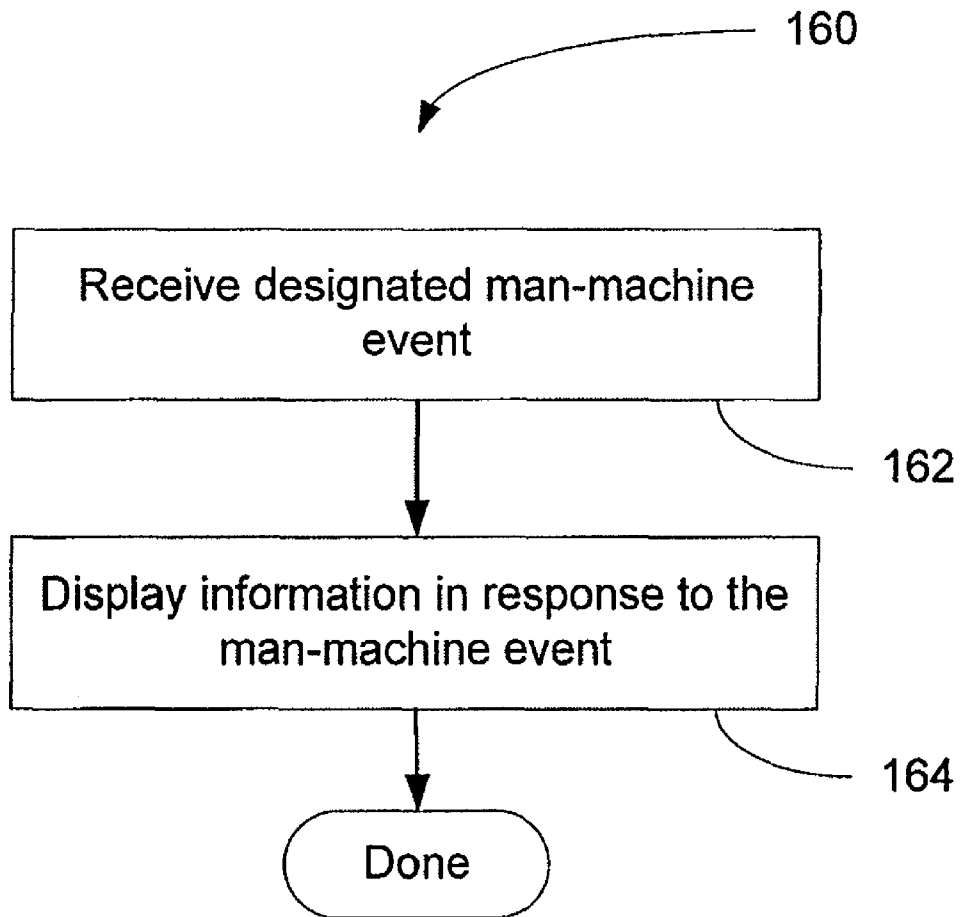 160
Receive designated man-machine
event
162
Display information in response to the
man-machine event
164
Done